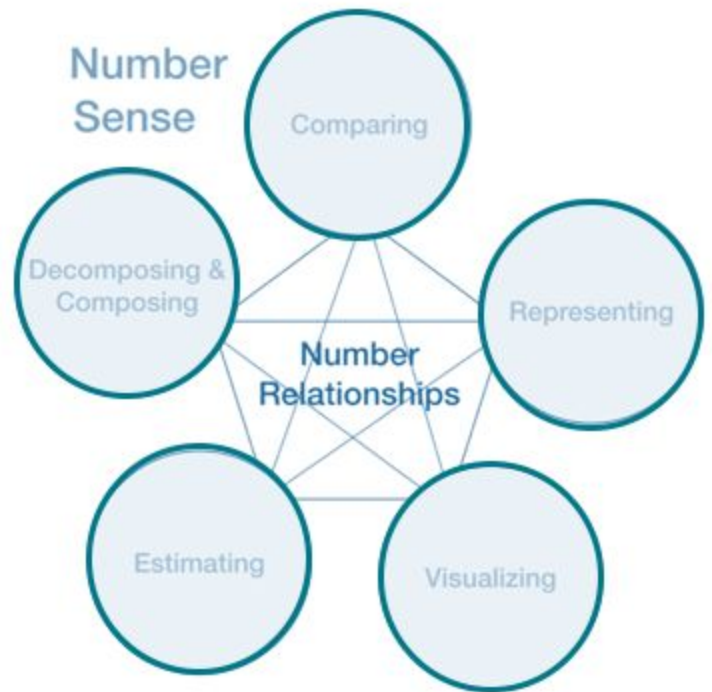 Number
Sense
Comparing
Decomposing &
Composing
Representing
Number
Relationships
Estimating
Visualizing